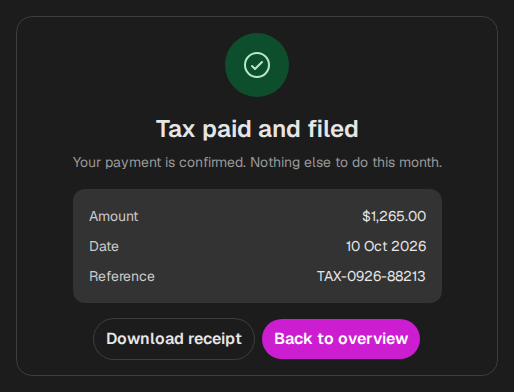 Tax paid and filed
Your payment is confirmed. Nothing else to do this month.
Amount $1,265.00
Date 10 Oct 2026
Reference TAX-0926-88213
Download receipt Back to overview